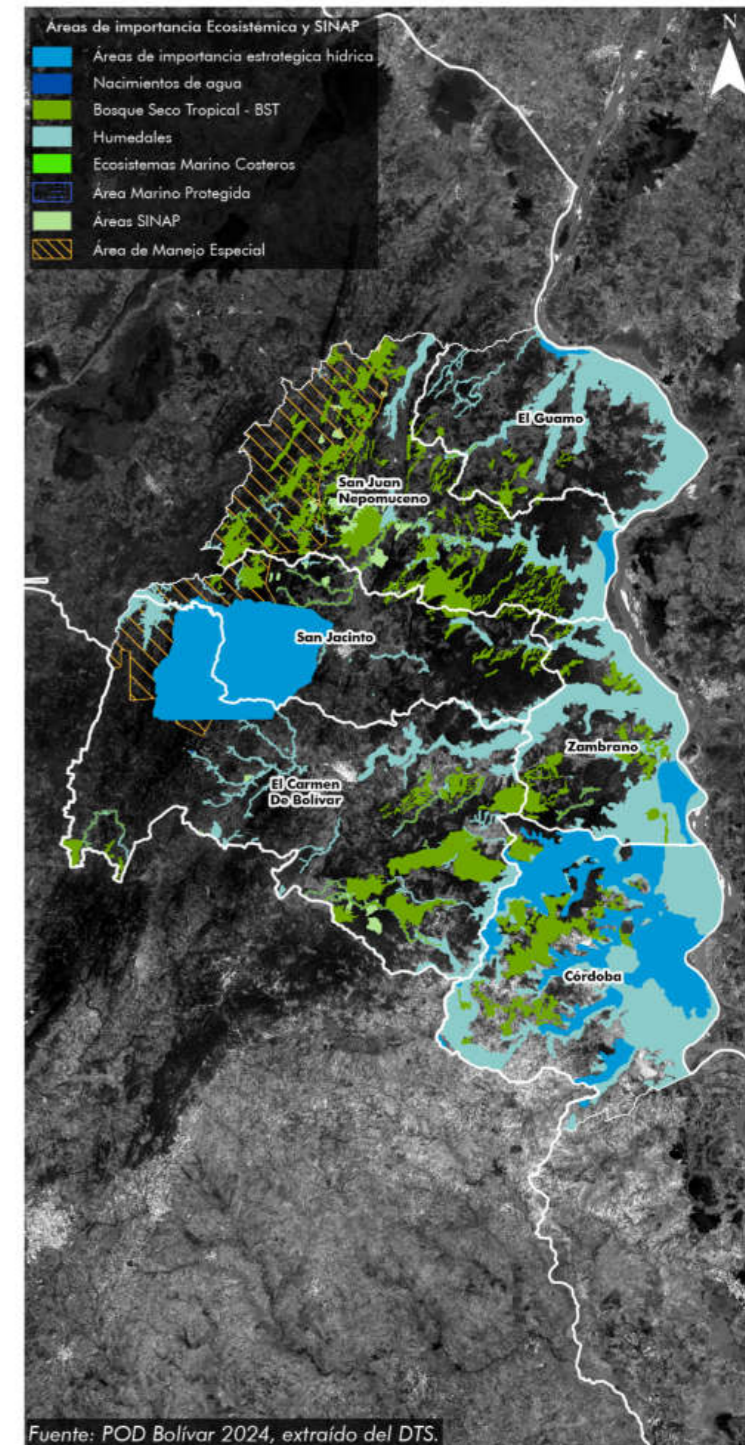 Áreas de importancia Ecosistémica y SINAP
Áreas de importancia estrategica hídrica
Nacimientos de agua
Bosque Seco Tropical - BST
Humedales
Ecosistemas Marino Costeros
Área Marino Protegida
Áreas SINAP
Área de Manejo Especial
N
El Guamo
San Juan
Nepomuceno
San Jacinto
Zambrano
El Carmen
De Bolívar
Córdoba
Fuente: POD Bolívar 2024, extraído del DTS.